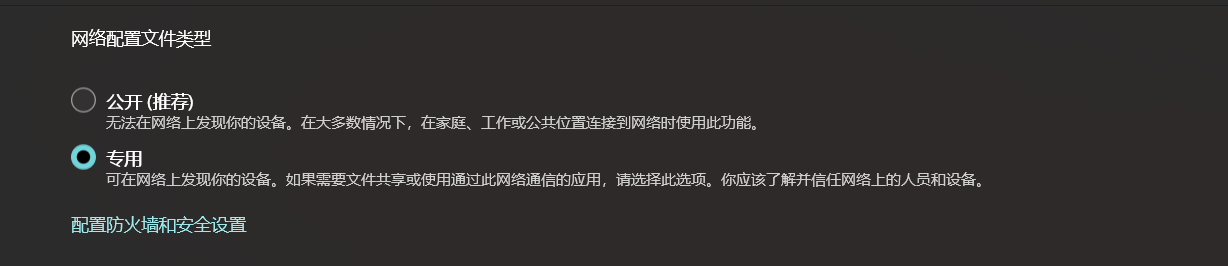 网络配置文件类型
公开 (推荐)
无法在网络上发现你的设备。在大多数情况下，在家庭、工作或公共位置连接到网络时使用此功能。
专用
可在网络上发现你的设备。如果需要文件共享或使用通过此网络通信的应用，请选择此选项。你应该了解并信任网络上的人员和设备。
配置防火墙和安全设置